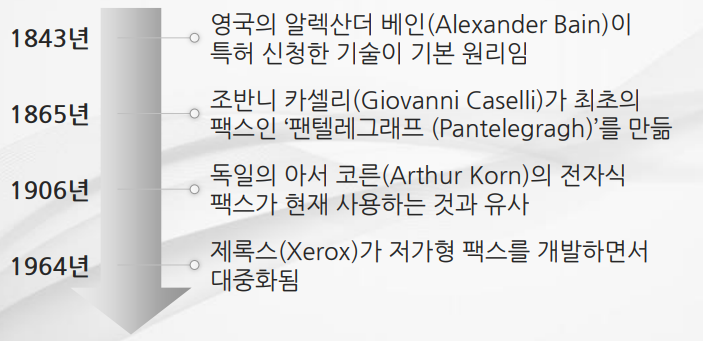 1843년
영국의 알렉산더 베인(Alexander Bain)이
특허 신청한 기술이 기본 원리임
1865년
조반니 카셀리(Giovanni Caselli)가 최초의
팩스인 ‘팬텔레그래프 (Pantelegragh)’를 만듦
1906년
독일의 아서 코른(Arthur Korn)의 전자식
팩스가 현재 사용하는 것과 유사
1964년
제록스(Xerox)가 저가형 팩스를 개발하면서
대중화됨